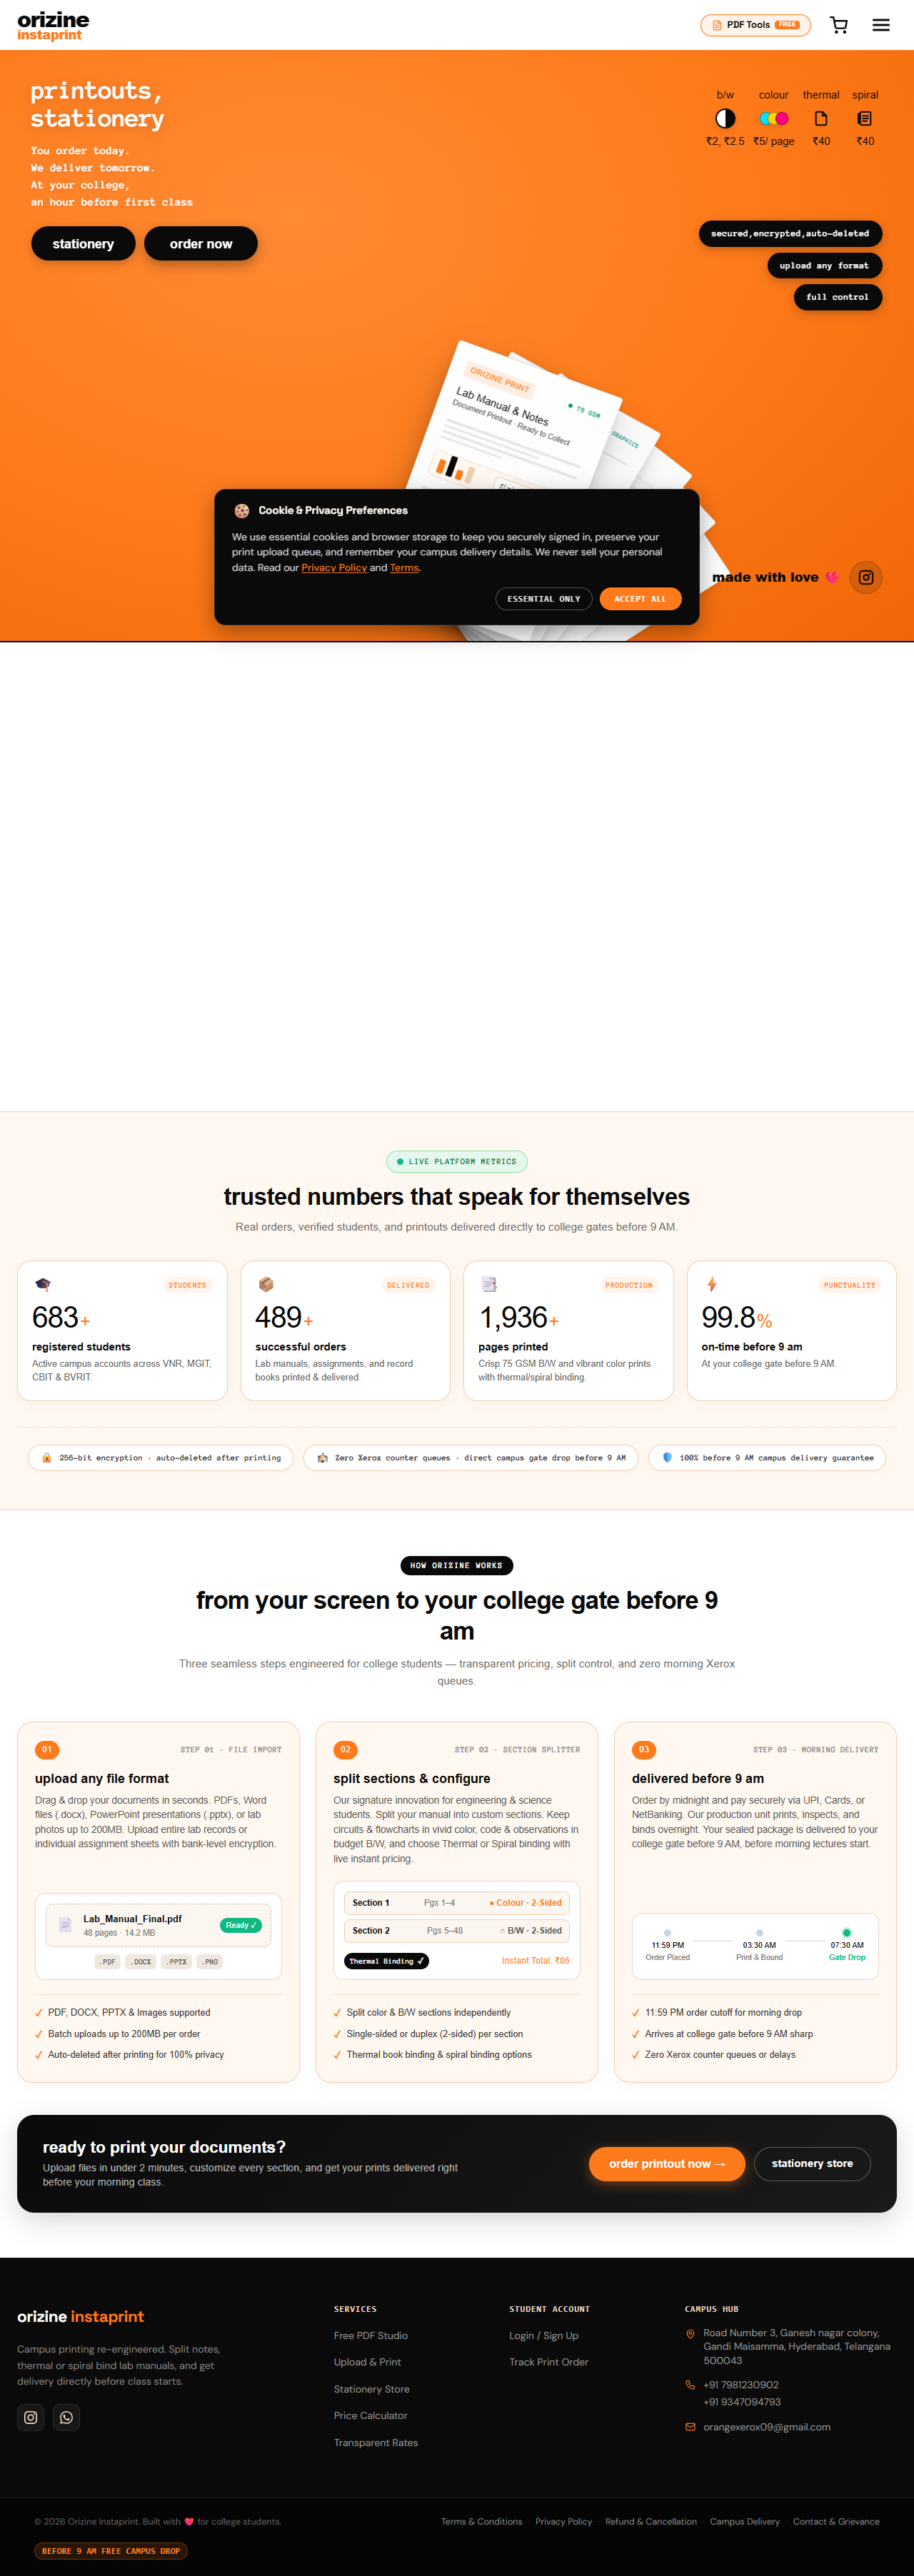 orizine
instaprint
PDF Tools FREE
printouts,
stationery
You order today.
We deliver tomorrow.
At your college,
an hour before first class
stationery
order now
b/w colour thermal spiral
₹2, ₹2.5 ₹5/ page ₹40 ₹40
secured,encrypted,auto-deleted
upload any format
full control
ORIZINE PRINT
75 GSM
Lab Manual & Notes
Document Printout · Ready to Collect
GRAPHICS
Cookie & Privacy Preferences
We use essential cookies and browser storage to keep you securely signed in, preserve your
print upload queue, and remember your campus delivery details. We never sell your personal
data. Read our Privacy Policy and Terms.
ESSENTIAL ONLY
ACCEPT ALL
made with love
LIVE PLATFORM METRICS
trusted numbers that speak for themselves
Real orders, verified students, and printouts delivered directly to college gates before 9 AM.
STUDENTS
683+
registered students
Active campus accounts across VNR, MGIT,
CBIT & BVRIT.
DELIVERED
489+
successful orders
Lab manuals, assignments, and record
books printed & delivered.
PRODUCTION
1,936+
pages printed
Crisp 75 GSM B/W and vibrant color prints
with thermal/spiral binding.
PUNCTUALITY
99.8%
on-time before 9 am
At your college gate before 9 AM.
256-bit encryption · auto-deleted after printing
Zero Xerox counter queues · direct campus gate drop before 9 AM
100% before 9 AM campus delivery guarantee
HOW ORIZINE WORKS
from your screen to your college gate before 9
am
Three seamless steps engineered for college students — transparent pricing, split control, and zero morning Xerox
queues.
01
STEP 01 · FILE IMPORT
upload any file format
Drag & drop your documents in seconds. PDFs, Word
files (.docx), PowerPoint presentations (.pptx), or lab
photos up to 200MB. Upload entire lab records or
individual assignment sheets with bank-level encryption.
Lab_Manual_Final.pdf
48 pages · 14.2 MB
Ready ✓
.PDF .DOCX .PPTX .PNG
✓ PDF, DOCX, PPTX & Images supported
✓ Batch uploads up to 200MB per order
✓ Auto-deleted after printing for 100% privacy
02
STEP 02 · SECTION SPLITTER
split sections & configure
Our signature innovation for engineering & science
students. Split your manual into custom sections. Keep
circuits & flowcharts in vivid color, code & observations in
budget B/W, and choose Thermal or Spiral binding with
live instant pricing.
Section 1 Pgs 1–4 ● Colour · 2-Sided
Section 2 Pgs 5–48 ○ B/W · 2-Sided
Thermal Binding ✓
Instant Total: ₹86
✓ Split color & B/W sections independently
✓ Single-sided or duplex (2-sided) per section
✓ Thermal book binding & spiral binding options
03
STEP 03 · MORNING DELIVERY
delivered before 9 am
Order by midnight and pay securely via UPI, Cards, or
NetBanking. Our production unit prints, inspects, and
binds overnight. Your sealed package is delivered to your
college gate before 9 AM, before morning lectures start.
11:59 PM 03:30 AM 07:30 AM
Order Placed Print & Bound Gate Drop
✓ 11:59 PM order cutoff for morning drop
✓ Arrives at college gate before 9 AM sharp
✓ Zero Xerox counter queues or delays
ready to print your documents?
Upload files in under 2 minutes, customize every section, and get your prints delivered right
before your morning class.
order printout now →
stationery store
orizine instaprint
Campus printing re-engineered. Split notes,
thermal or spiral bind lab manuals, and get
delivery directly before class starts.
SERVICES
Free PDF Studio
Upload & Print
Stationery Store
Price Calculator
Transparent Rates
STUDENT ACCOUNT
Login / Sign Up
Track Print Order
CAMPUS HUB
Road Number 3, Ganesh nagar colony,
Gandi Maisamma, Hyderabad, Telangana
500043
+91 7981230902
+91 9347094793
orangexerox09@gmail.com
© 2026 Orizine Instaprint. Built with for college students.
Terms & Conditions · Privacy Policy · Refund & Cancellation · Campus Delivery · Contact & Grievance
BEFORE 9 AM FREE CAMPUS DROP